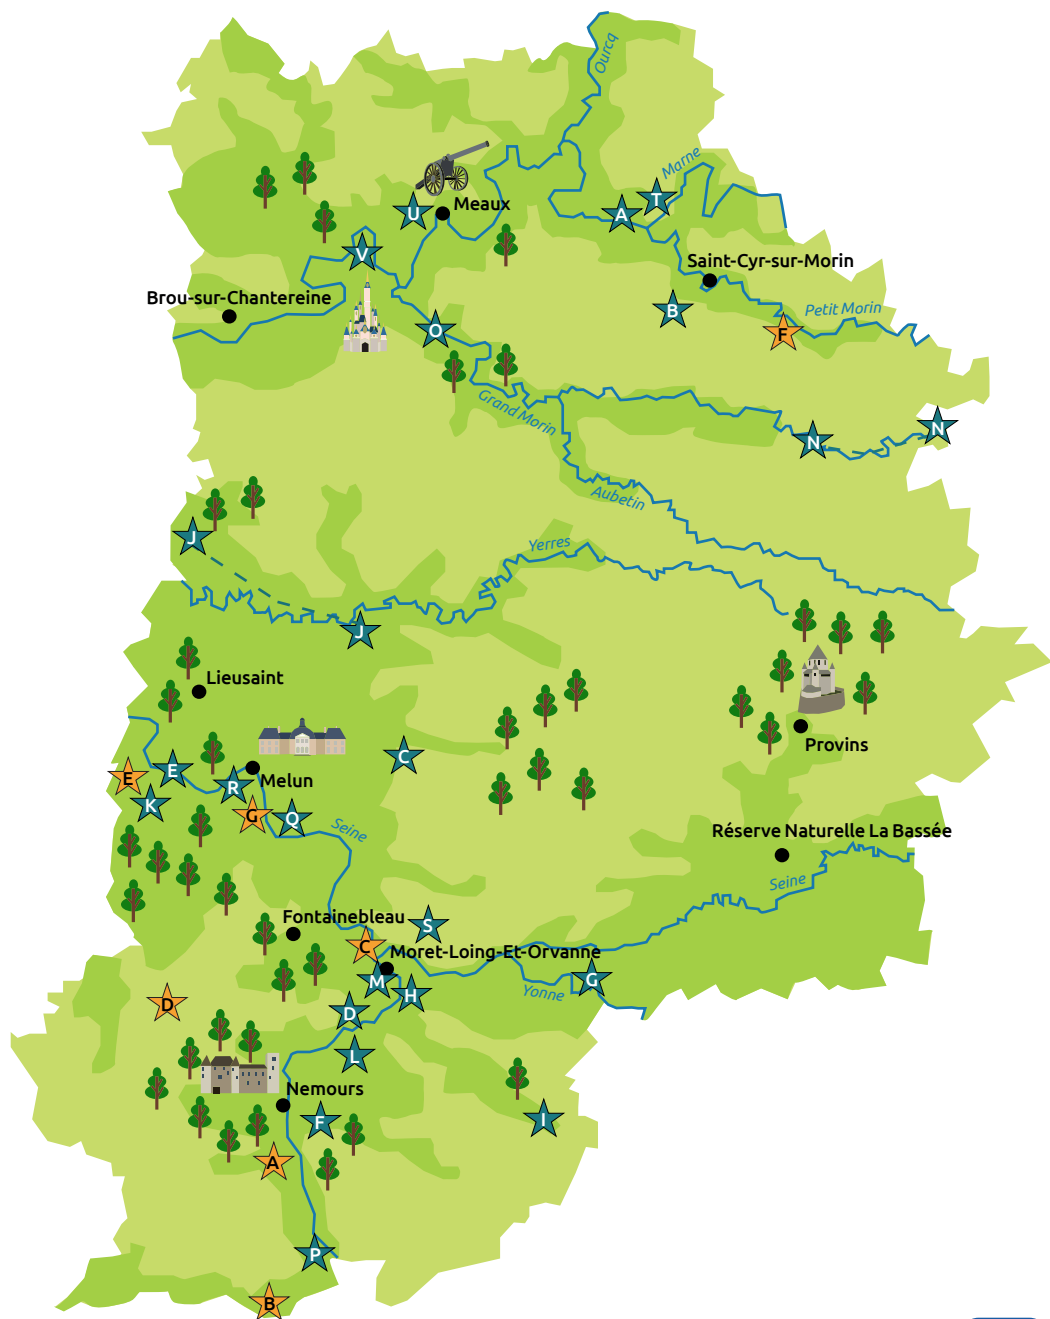 Ourcq
Marne
T
A
U
Meaux
V
Saint-Cyr-sur-Morin
Brou-sur-Chantereine
B
Petit Morin
F
O
Grand Morin
N
N
Aubetin
J
Yerres
J
Lieusaint
Provins
C
E
E
Melun
R
K
G
Q
Seine
Réserve Naturelle La Bassée
Seine
Fontainebleau
S
C
Moret-Loing-Et-Orvanne
M
H
G
Yonne
D
D
L
Nemours
F
I
A
P
B